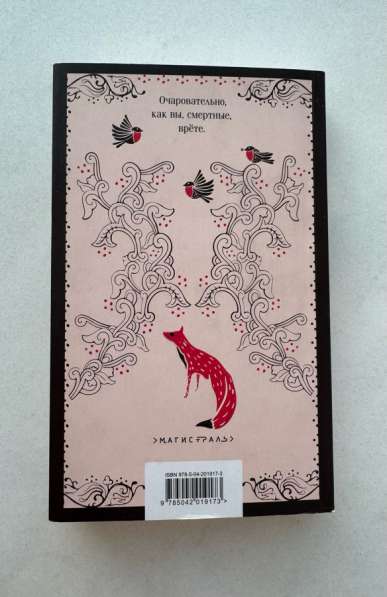 Очаровательно,
как вы, смертные,
врёте.
>МАГИСТРАЛЬ>
ISBN 978-5-04-201917-3
9 785042 019173 >